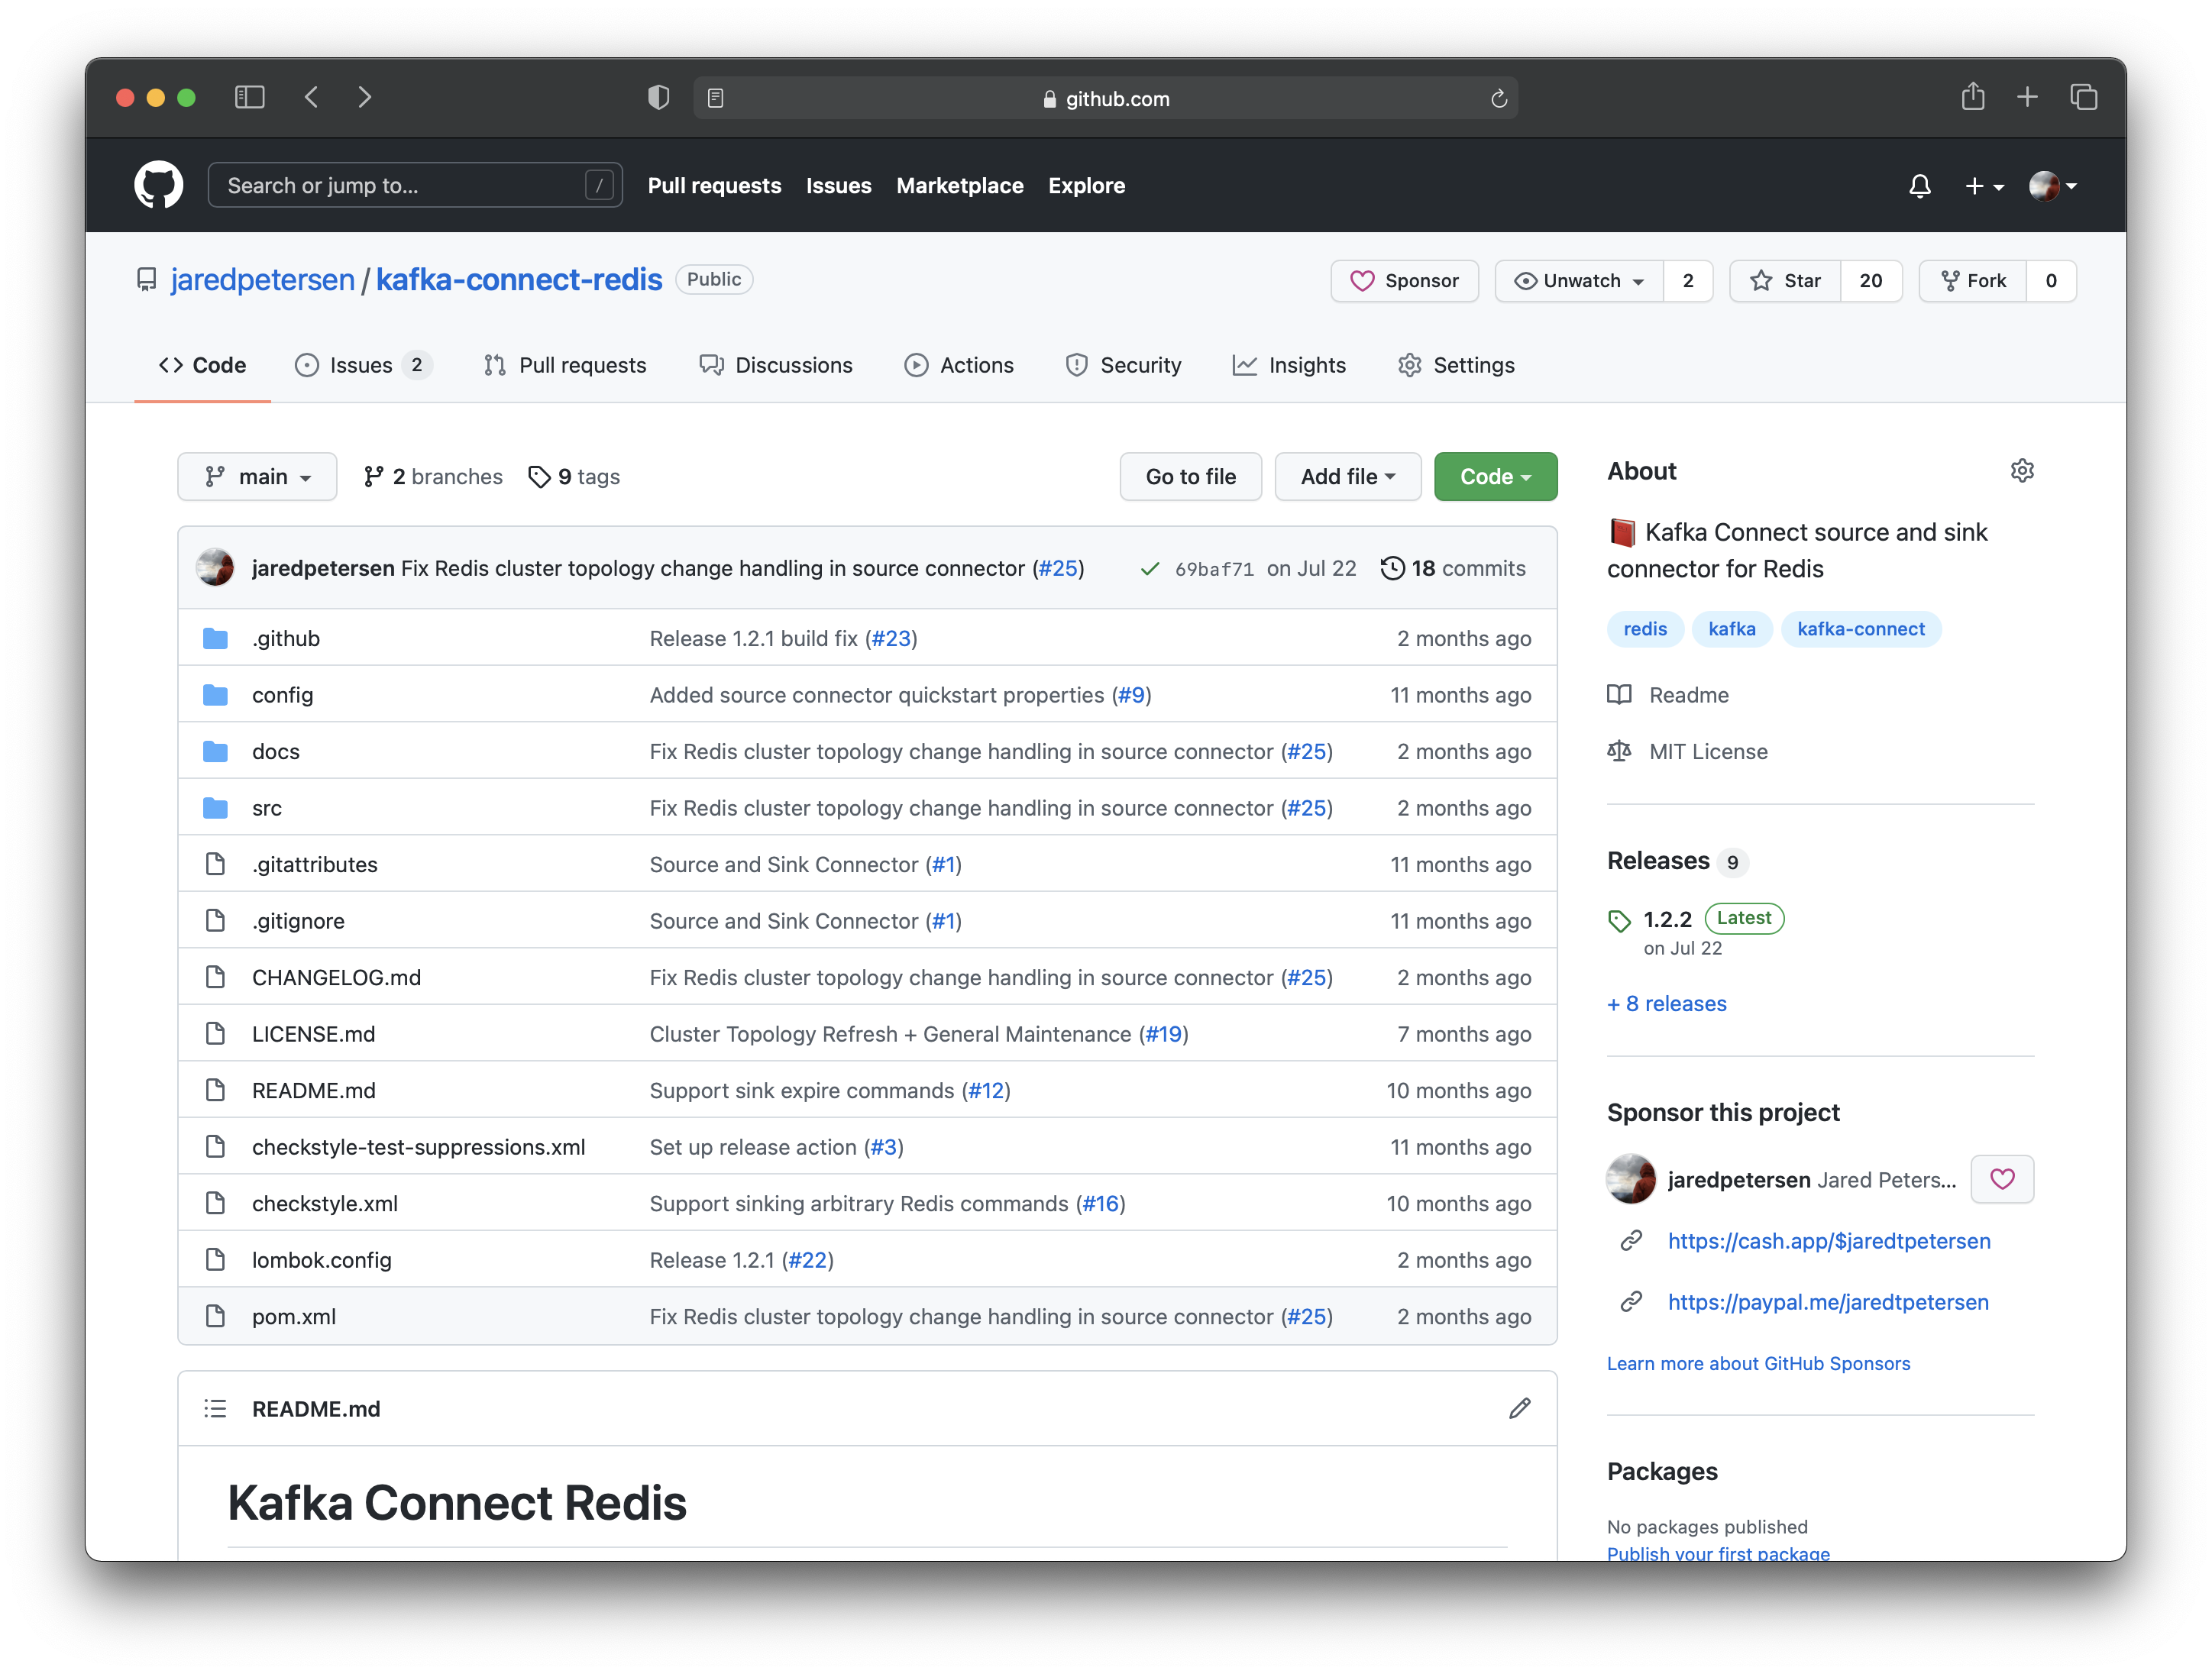 github.com
Search or jump to... /
Pull requests Issues Marketplace Explore
jaredpetersen / kafka-connect-redis Public
Sponsor Unwatch 2 Star 20 Fork 0
Code Issues 2 Pull requests Discussions Actions Security Insights Settings
main 2 branches 9 tags Go to file Add file Code
jaredpetersen Fix Redis cluster topology change handling in source connector (#25) 69baf71 on Jul 22 18 commits
.github Release 1.2.1 build fix (#23) 2 months ago
config Added source connector quickstart properties (#9) 11 months ago
docs Fix Redis cluster topology change handling in source connector (#25) 2 months ago
src Fix Redis cluster topology change handling in source connector (#25) 2 months ago
.gitattributes Source and Sink Connector (#1) 11 months ago
.gitignore Source and Sink Connector (#1) 11 months ago
CHANGELOG.md Fix Redis cluster topology change handling in source connector (#25) 2 months ago
LICENSE.md Cluster Topology Refresh + General Maintenance (#19) 7 months ago
README.md Support sink expire commands (#12) 10 months ago
checkstyle-test-suppressions.xml Set up release action (#3) 11 months ago
checkstyle.xml Support sinking arbitrary Redis commands (#16) 10 months ago
lombok.config Release 1.2.1 (#22) 2 months ago
pom.xml Fix Redis cluster topology change handling in source connector (#25) 2 months ago
README.md
Kafka Connect Redis
About
Kafka Connect source and sink
connector for Redis
redis kafka kafka-connect
Readme
MIT License
Releases 9
1.2.2 Latest
on Jul 22
+ 8 releases
Sponsor this project
jaredpetersen Jared Peters...
https://cash.app/$jaredtpetersen
https://paypal.me/jaredtpetersen
Learn more about GitHub Sponsors
Packages
No packages published
Publish your first package